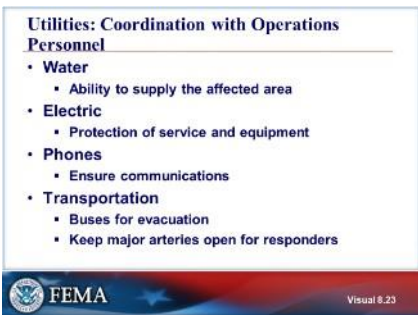 Utilities: Coordination with Operations
Personnel
• Water
▪ Ability to supply the affected area
• Electric
▪ Protection of service and equipment
• Phones
▪ Ensure communications
• Transportation
▪ Buses for evacuation
▪ Keep major arteries open for responders
FEMA
Visual 8.23